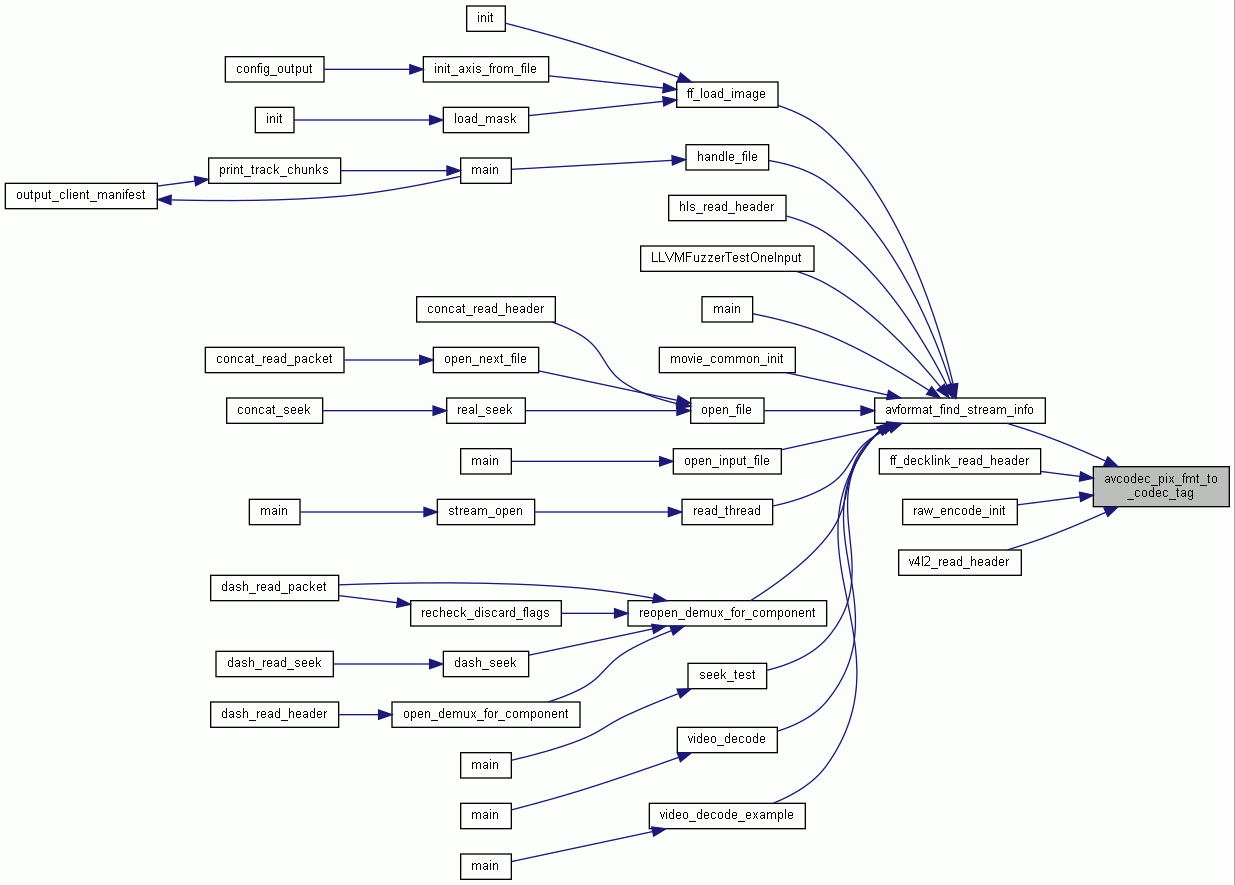 init
config_output
init_axis_from_file
ff_load_image
init
load_mask
handle_file
print_track_chunks
main
output_client_manifest
hls_read_header
LLVMFuzzerTestOneInput
concat_read_header
main
concat_read_packet
open_next_file
movie_common_init
concat_seek
real_seek
open_file
avformat_find_stream_info
main
open_input_file
ff_decklink_read_header
avcodec_pix_fmt_to
_codec_tag
main
stream_open
read_thread
raw_encode_init
v4l2_read_header
dash_read_packet
recheck_discard_flags
reopen_demux_for_component
dash_read_seek
dash_seek
seek_test
dash_read_header
open_demux_for_component
video_decode
main
main
video_decode_example
main